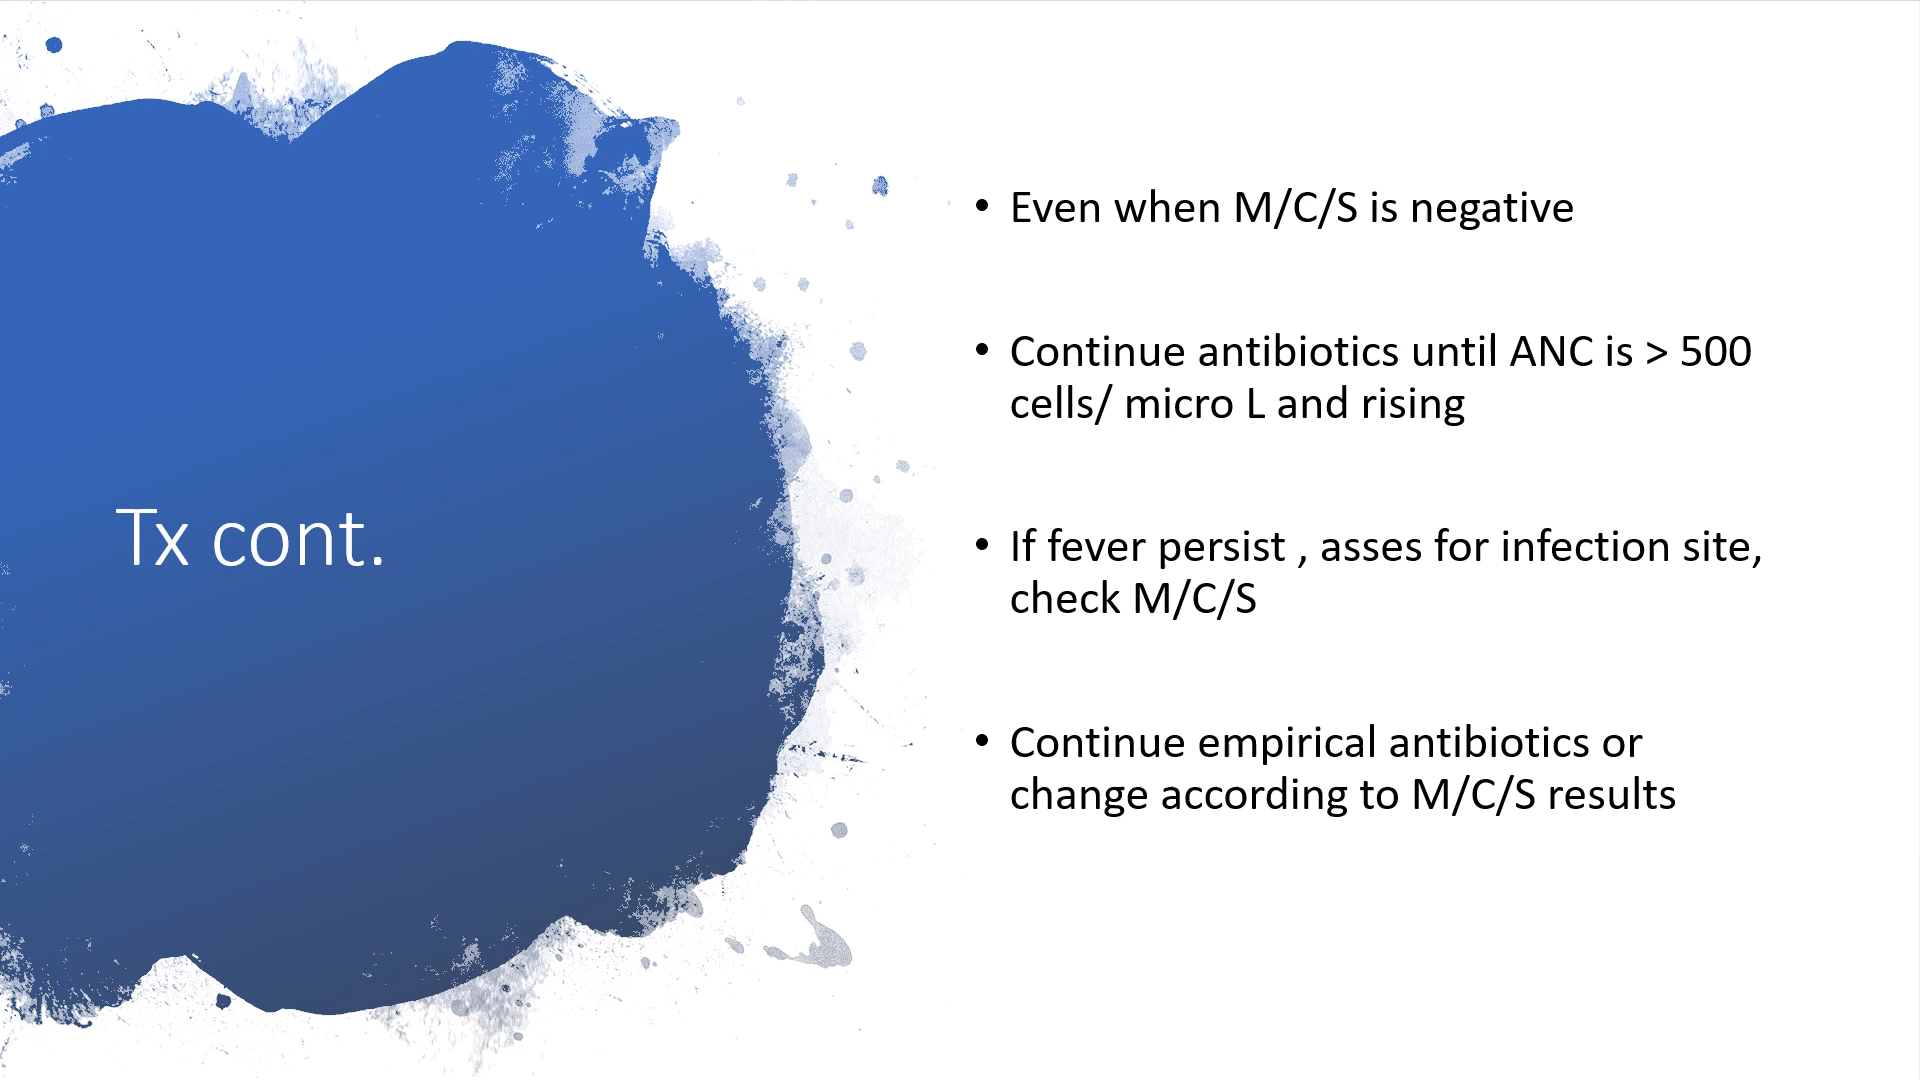 Tx cont.
• Even when M/C/S is negative
• Continue antibiotics until ANC is > 500
cells/ micro L and rising
• If fever persist , asses for infection site,
check M/C/S
• Continue empirical antibiotics or
change according to M/C/S results